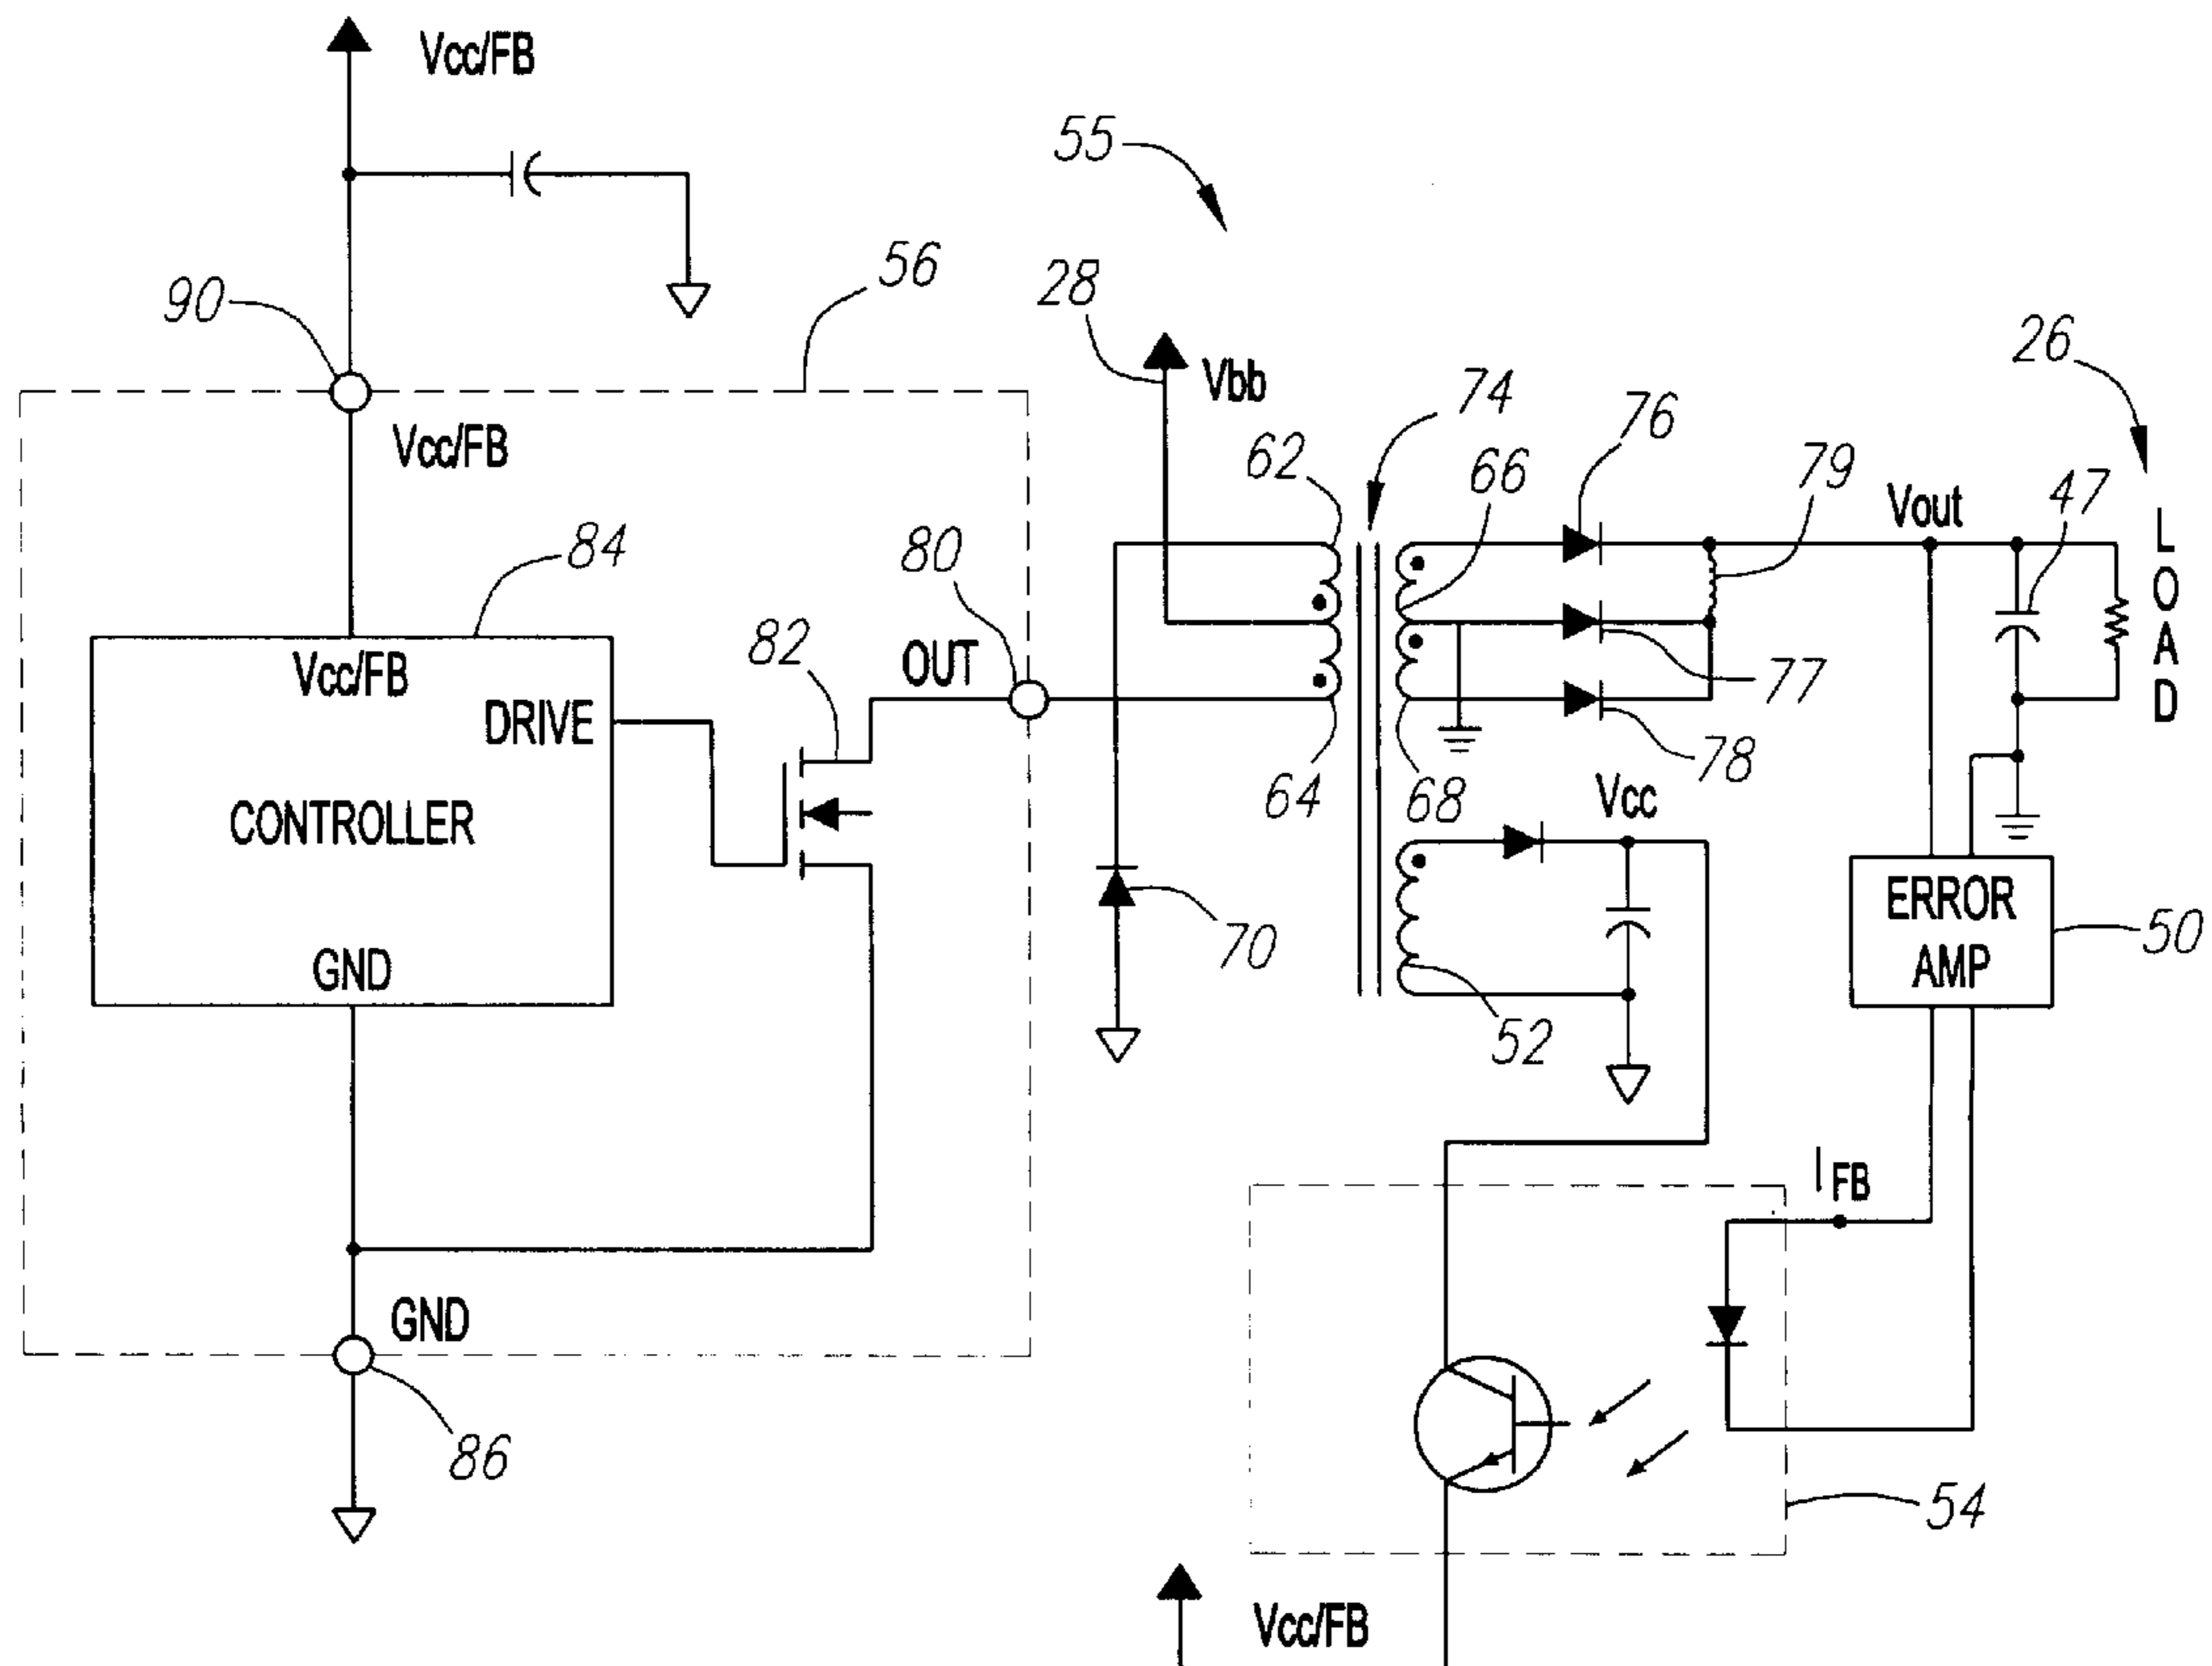 Vcc/FB
55
56
28
90
26
Vbb
74
76
Vcc/FB
62
66
79
Vout
47
LOAD
84
80
82
OUT
Vcc/FB
DRIVE
77
78
64
68
Vcc
CONTROLLER
ERROR
AMP
50
70
GND
52
IFB
GND
86
54
Vcc/FB